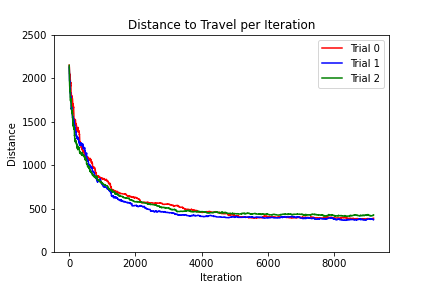 Distance to Travel per Iteration
2500
2000
1500
1000
500
0
Distance
Trial 0
Trial 1
Trial 2
0 2000 4000 6000 8000
Iteration